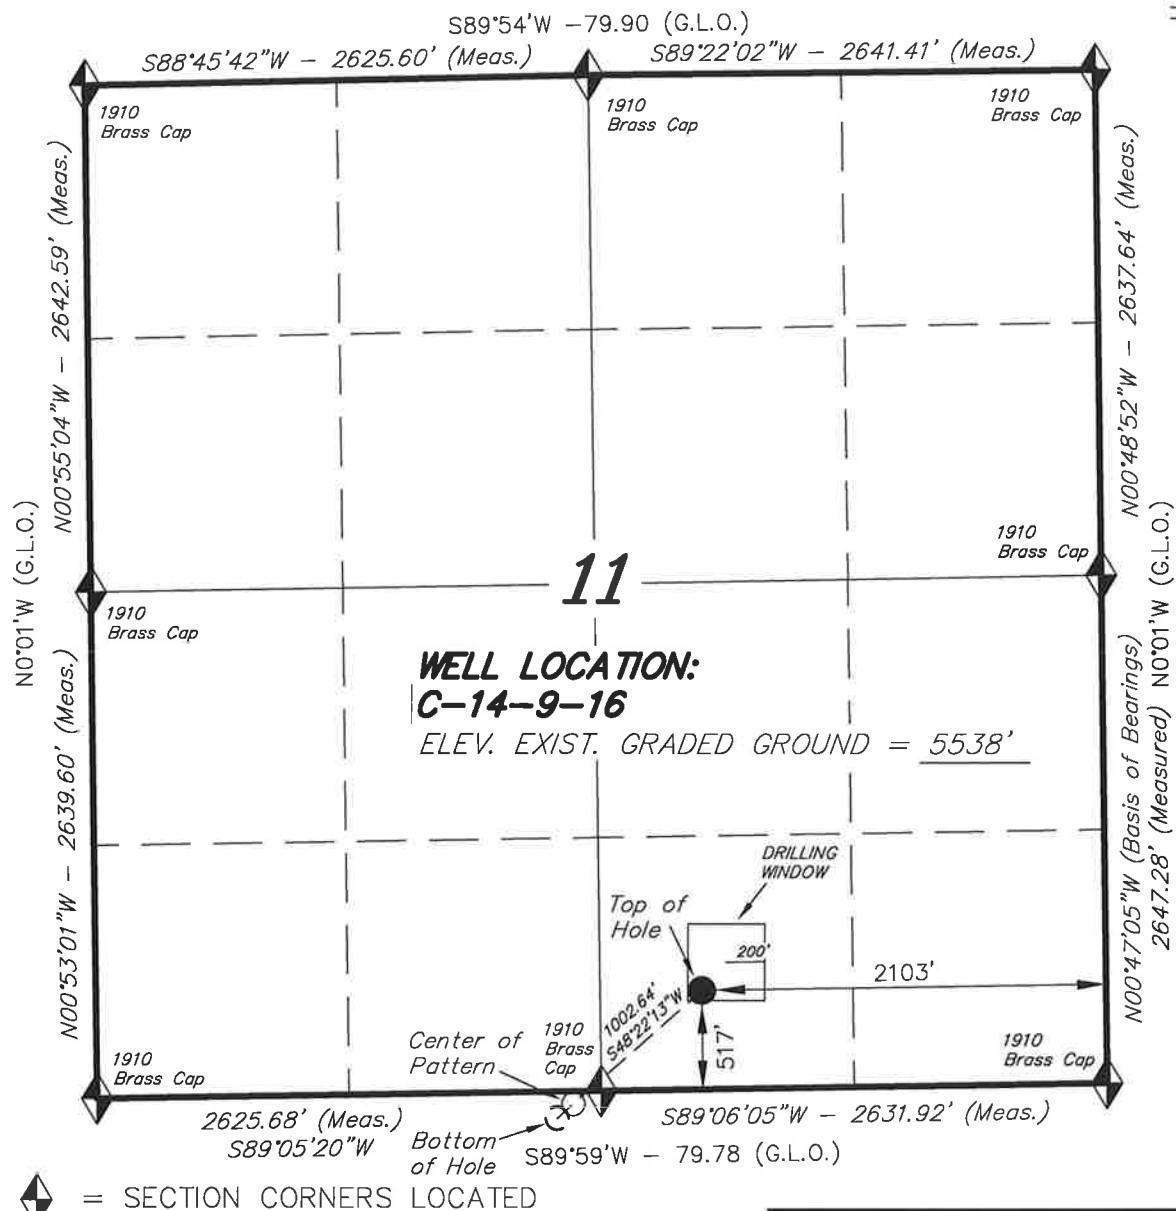 S89°54'W - 79.90 (G.L.O.)
S88°45'42"W - 2625.60' (Meas.)
S89°22'02"W - 2641.41' (Meas.)
1910
Brass Cap
1910
Brass Cap
1910
Brass Cap
N00°55'04"W - 2642.59' (Meas.)
N00°48'52"W - 2637.64' (Meas.)
N0°01'W (G.L.O.)
1910
Brass Cap
11
1910
Brass Cap
N0°01'W (G.L.O.)
WELL LOCATION:
C-14-9-16
ELEV. EXIST. GRADED GROUND = 5538'
N00°53'01"W - 2639.60' (Meas.)
N00°47'05"W (Basis of Bearings)
2647.28' (Measured)
DRILLING
WINDOW
Top of
Hole
200'
2103'
1002.64'
S48°22'13"W
517'
Center of
Pattern
1910
Brass
Cap
1910
Brass Cap
1910
Brass Cap
2625.68' (Meas.)
S89°05'20"W
S89°06'05"W - 2631.92' (Meas.)
Bottom
of Hole
S89°59'W - 79.78 (G.L.O.)
= SECTION CORNERS LOCATED